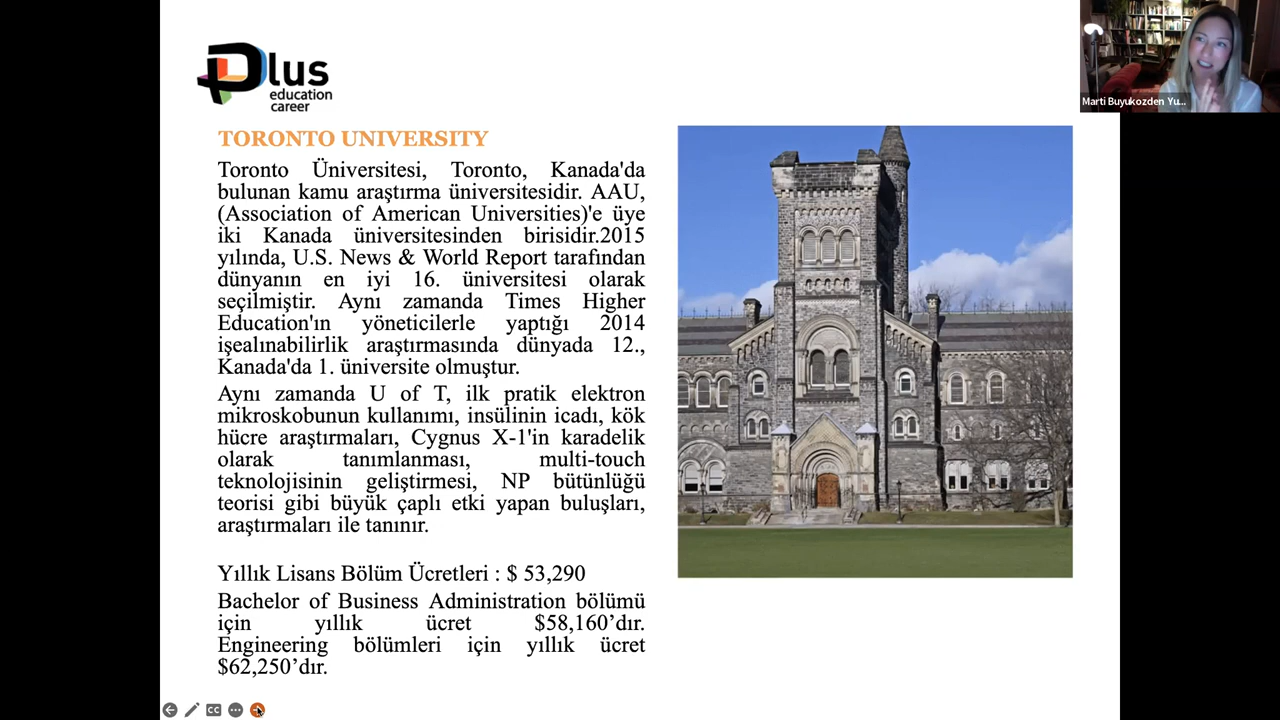 Plus
education
career
Marti Buyukozden Yu...
TORONTO UNIVERSITY
Toronto Üniversitesi, Toronto, Kanada'da
bulunan kamu araştırma üniversitesidir. AAU,
(Association of American Universities)'e üye
iki Kanada üniversitesinden birisidir.2015
yılında, U.S. News & World Report tarafından
dünyanın en iyi 16. üniversitesi olarak
seçilmiştir. Aynı zamanda Times Higher
Education'ın yöneticilerle yaptığı 2014
işealınabilirlik araştırmasında dünyada 12.,
Kanada'da 1. üniversite olmuştur.
Aynı zamanda U of T, ilk pratik elektron
mikroskobunun kullanımı, insülinin icadı, kök
hücre araştırmaları, Cygnus X-1'in karadelik
olarak tanımlanması, multi-touch
teknolojisinin geliştirmesi, NP bütünlüğü
teorisi gibi büyük çaplı etki yapan buluşları,
araştırmaları ile tanınır.
Yıllık Lisans Bölüm Ücretleri : $ 53,290
Bachelor of Business Administration bölümü
için yıllık ücret $58,160’dır.
Engineering bölümleri için yıllık ücret
$62,250’dır.
CC